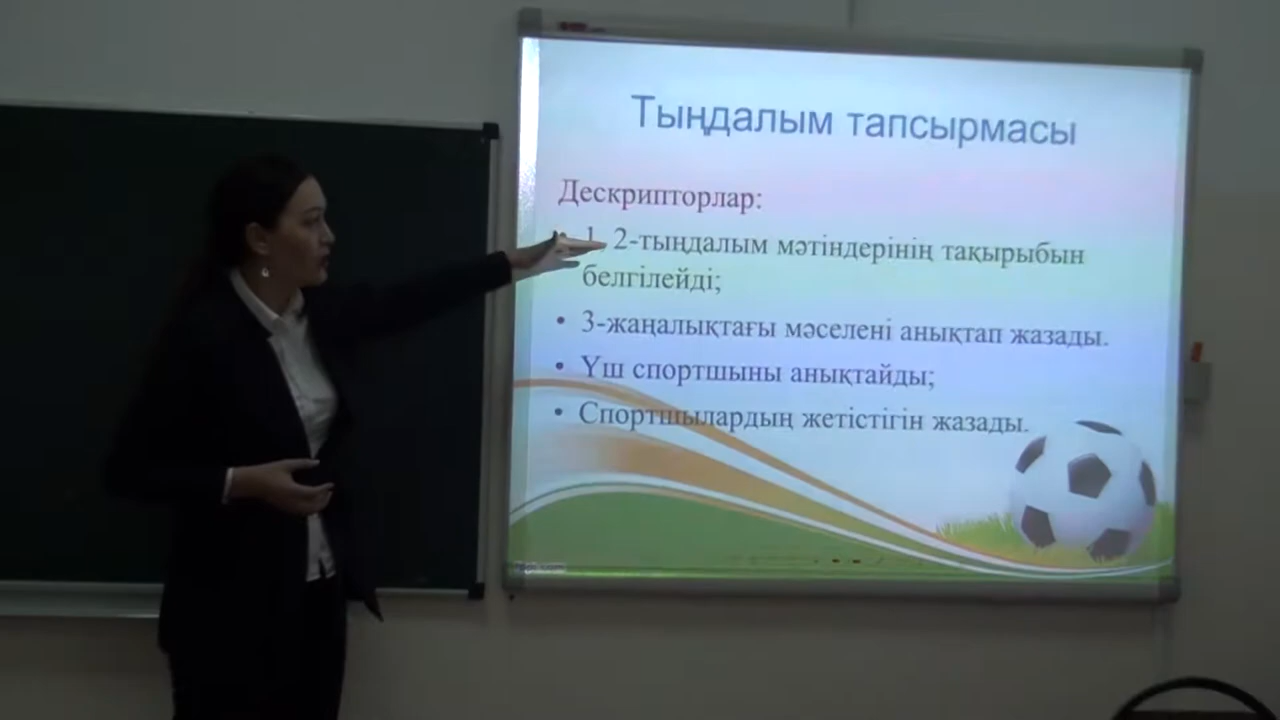 Тыңдалым тапсырмасы
Дескрипторлар:
• 1, 2-тыңдалым мәтіндерінің тақырыбын
белгілейді;
• 3-жаңалықтағы мәселені анықтап жазады.
• Үш спортшыны анықтайды;
• Спортшылардың жетістігін жазады.